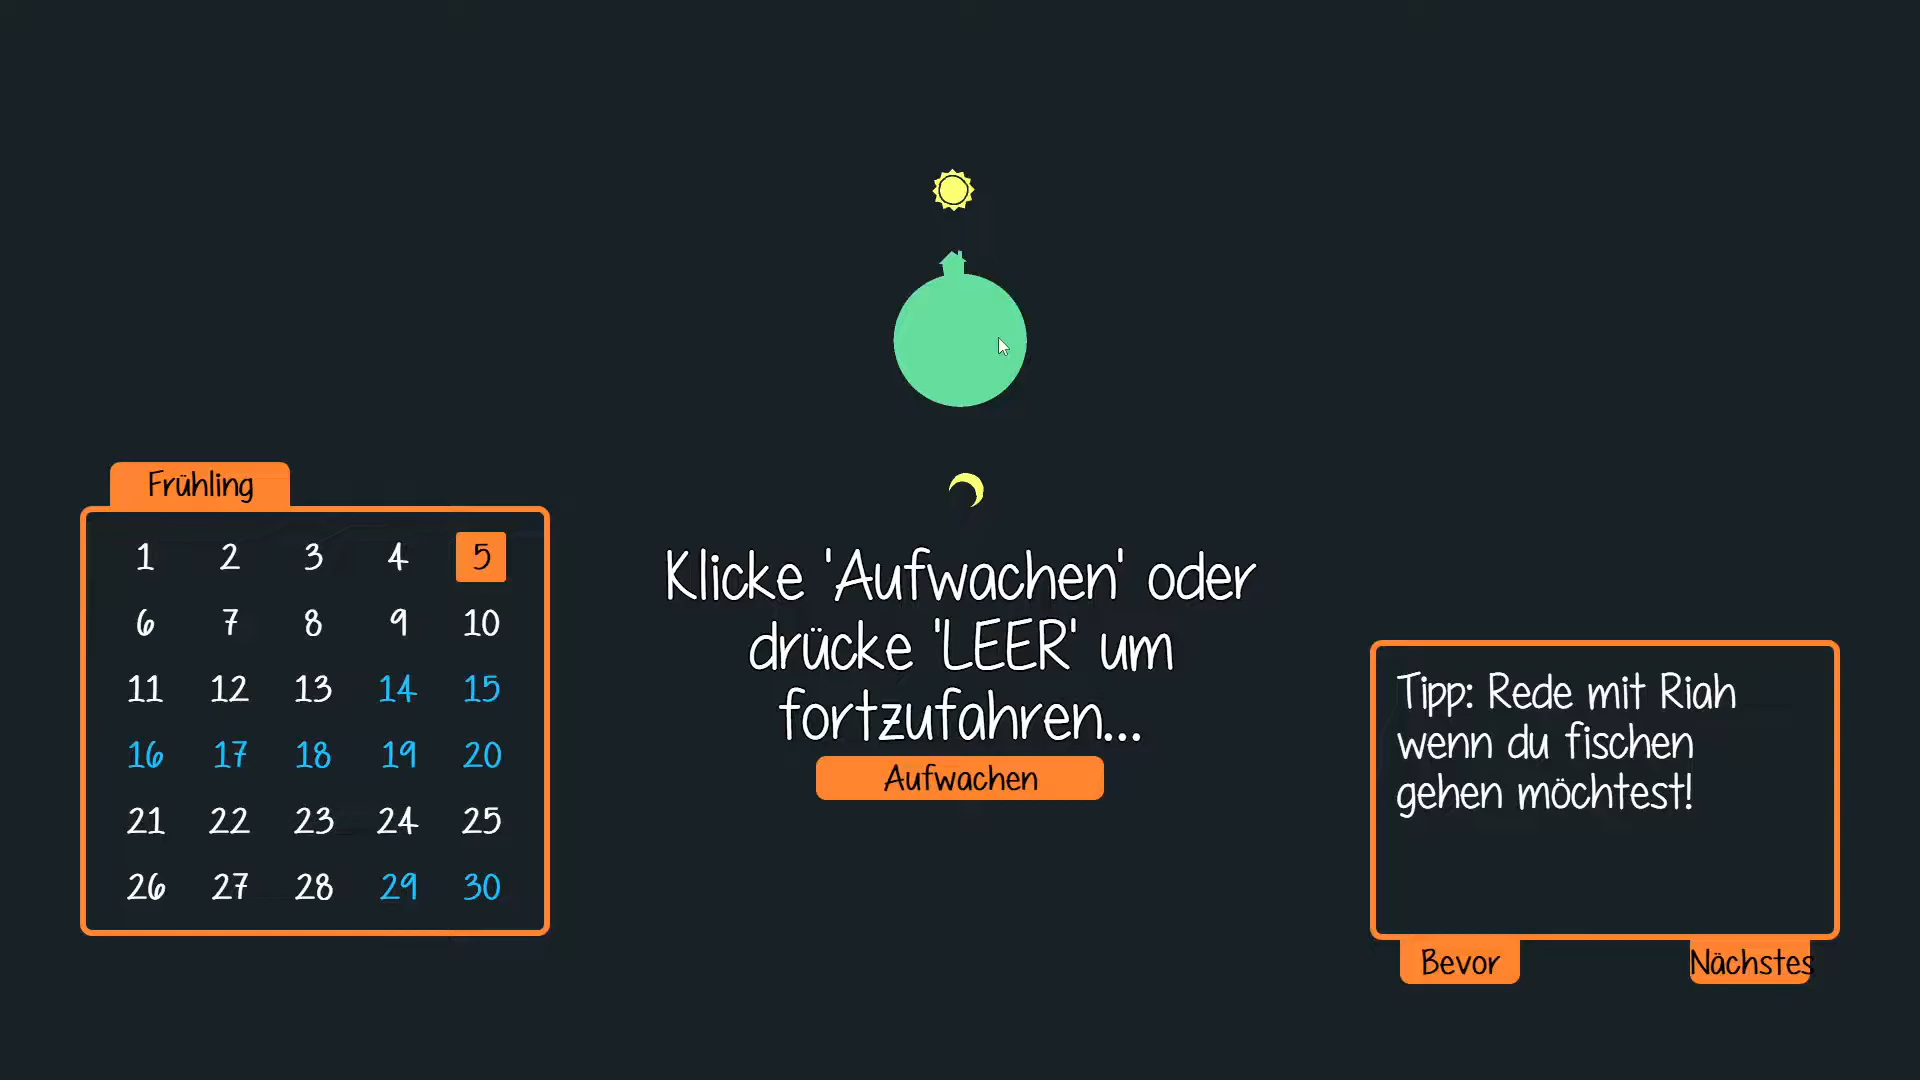 Frühling
1 2 3 4 5
6 7 8 9 10
11 12 13 14 15
16 17 18 19 20
21 22 23 24 25
26 27 28 29 30
Klicke 'Aufwachen' oder
drücke 'LEER' um
fortzufahren...
Aufwachen
Tipp: Rede mit Riah
wenn du fischen
gehen möchtest!
Bevor
Nächstes